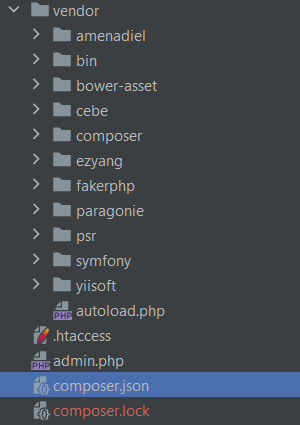 vendor
amenadiel
bin
bower-asset
cebe
composer
ezyang
fakerphp
paragonie
psr
symfony
yiisoft
PHP autoload.php
.htaccess
PHP admin.php
composer.json
composer.lock